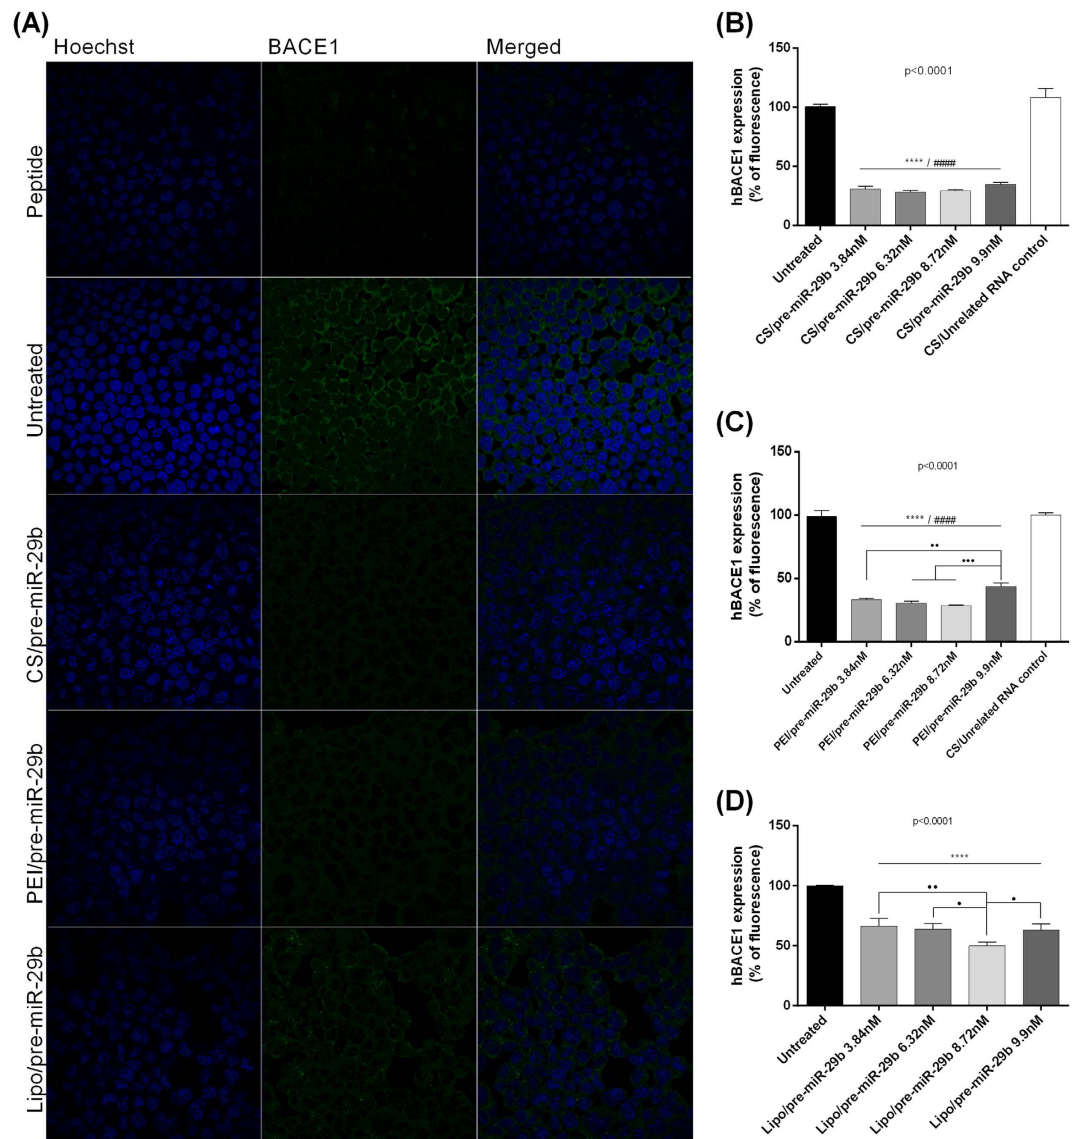 (A)
Hoechst
BACE1
Merged
Peptide
Untreated
CS/pre-miR-29b
PEI/pre-miR-29b
Lipo/pre-miR-29b
(B)
hBACE1 expression
(% of fluorescence)
150
100
50
0
p<0.0001
**** / ####
Untreated
CS/pre-miR-29b 3.84nM
CS/pre-miR-29b 6.32nM
CS/pre-miR-29b 8.72nM
CS/pre-miR-29b 9.9nM
CS/Unrelated RNA control
(C)
hBACE1 expression
(% of fluorescence)
150
100
50
0
p<0.0001
**** / ####
••
•••
Untreated
PEI/pre-miR-29b 3.84nM
PEI/pre-miR-29b 6.32nM
PEI/pre-miR-29b 8.72nM
PEI/pre-miR-29b 9.9nM
CS/Unrelated RNA control
(D)
hBACE1 expression
(% of fluorescence)
150
100
50
0
p<0.0001
****
••
•
•
Untreated
Lipo/pre-miR-29b 3.84nM
Lipo/pre-miR-29b 6.32nM
Lipo/pre-miR-29b 8.72nM
Lipo/pre-miR-29b 9.9nM